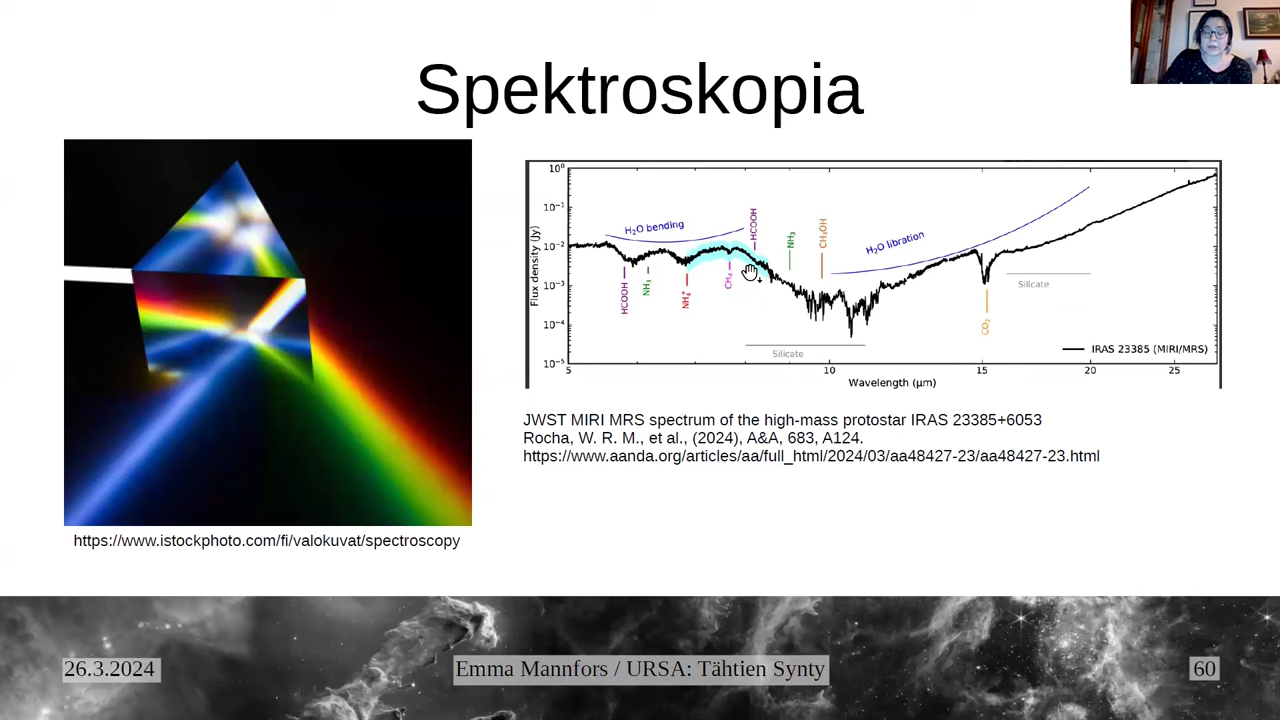 Spektroskopia
10⁰
10⁻¹
10⁻²
10⁻³
10⁻⁴
10⁻⁵
Flux density (Jy)
H₂O bending
HCOOH
NH₃
CH₃OH
H₂O libration
HCOOH
NH₃
NH₄⁺
CH₄
CO₂
Silicate
Silicate
IRAS 23385 (MIRI/MRS)
5
10
15
20
25
Wavelength (μm)
JWST MIRI MRS spectrum of the high-mass protostar IRAS 23385+6053
Rocha, W. R. M., et al., (2024), A&A, 683, A124.
https://www.aanda.org/articles/aa/full_html/2024/03/aa48427-23/aa48427-23.html
https://www.istockphoto.com/fi/valokuvat/spectroscopy
26.3.2024
Emma Mannfors / URSA: Tähtien Synty
60